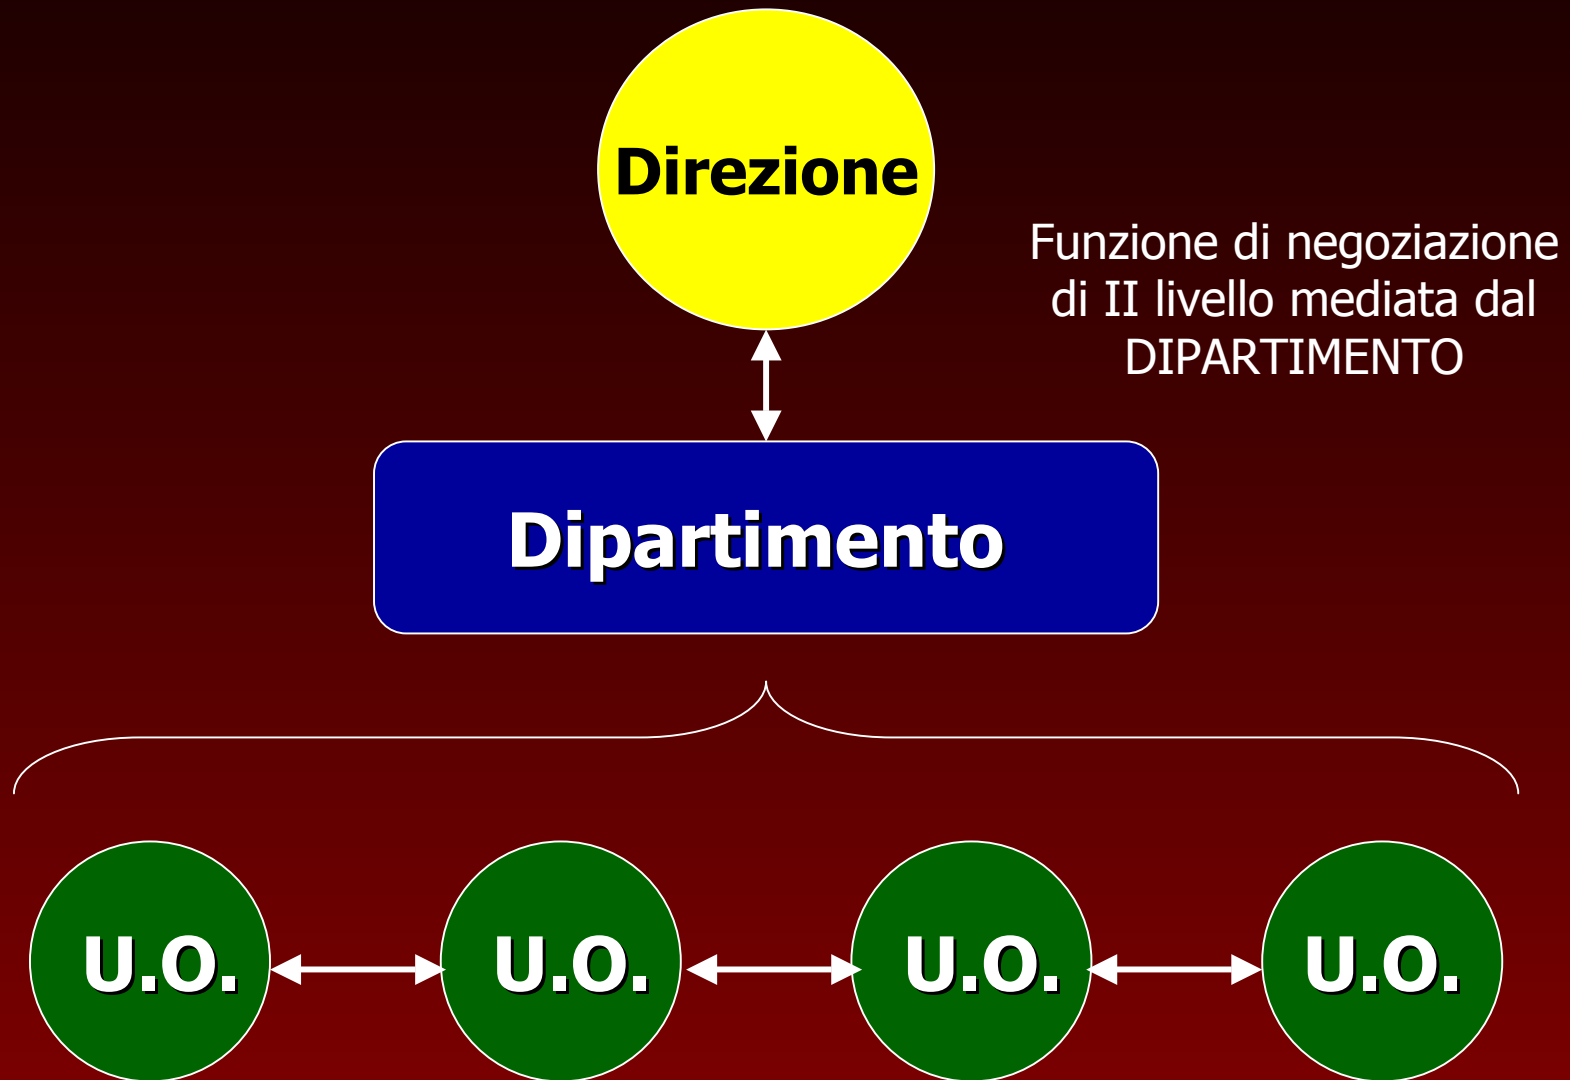 Direzione
Funzione di negoziazione
di II livello mediata dal
DIPARTIMENTO
Dipartimento
U.O.
U.O.
U.O.
U.O.